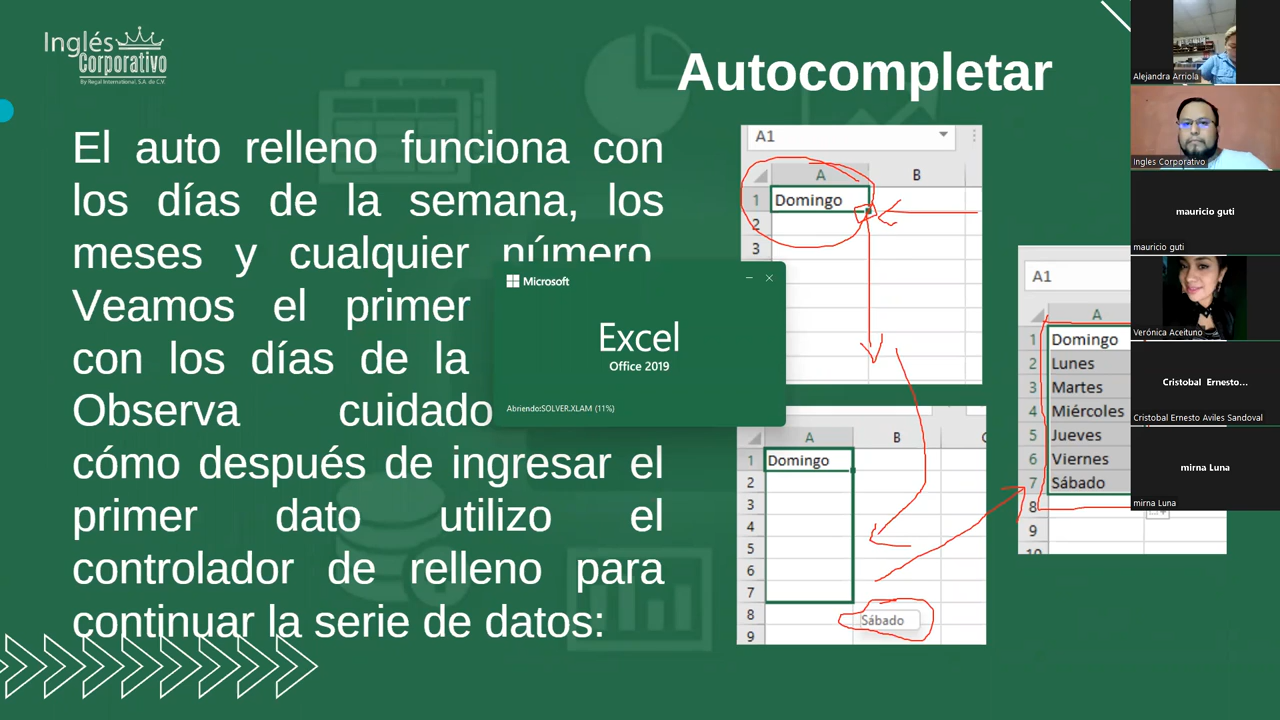 Inglés
Corporativo
By Regal International, S.A. de C.V.
Autocompletar
El auto relleno funciona con
los días de la semana, los
meses y cualquier número.
Veamos el primer
con los días de la
Observa cuidado
cómo después de ingresar el
primer dato utilizo el
controlador de relleno para
continuar la serie de datos:
Microsoft
Excel
Office 2019
Abriendo:SOLVER.XLAM (11%)
A1
A B
1 Domingo
2
3
A B
1 Domingo
2
3
4
5
6
7
8 Sábado
9
A1
A
1 Domingo
2 Lunes
3 Martes
4 Miércoles
5 Jueves
6 Viernes
7 Sábado
8
9
Alejandra Arriola
Ingles Corporativo
mauricio guti
mauricio guti
Verónica Aceituno
Cristobal Ernesto...
Cristobal Ernesto Aviles Sandoval
mirna Luna
mirna Luna